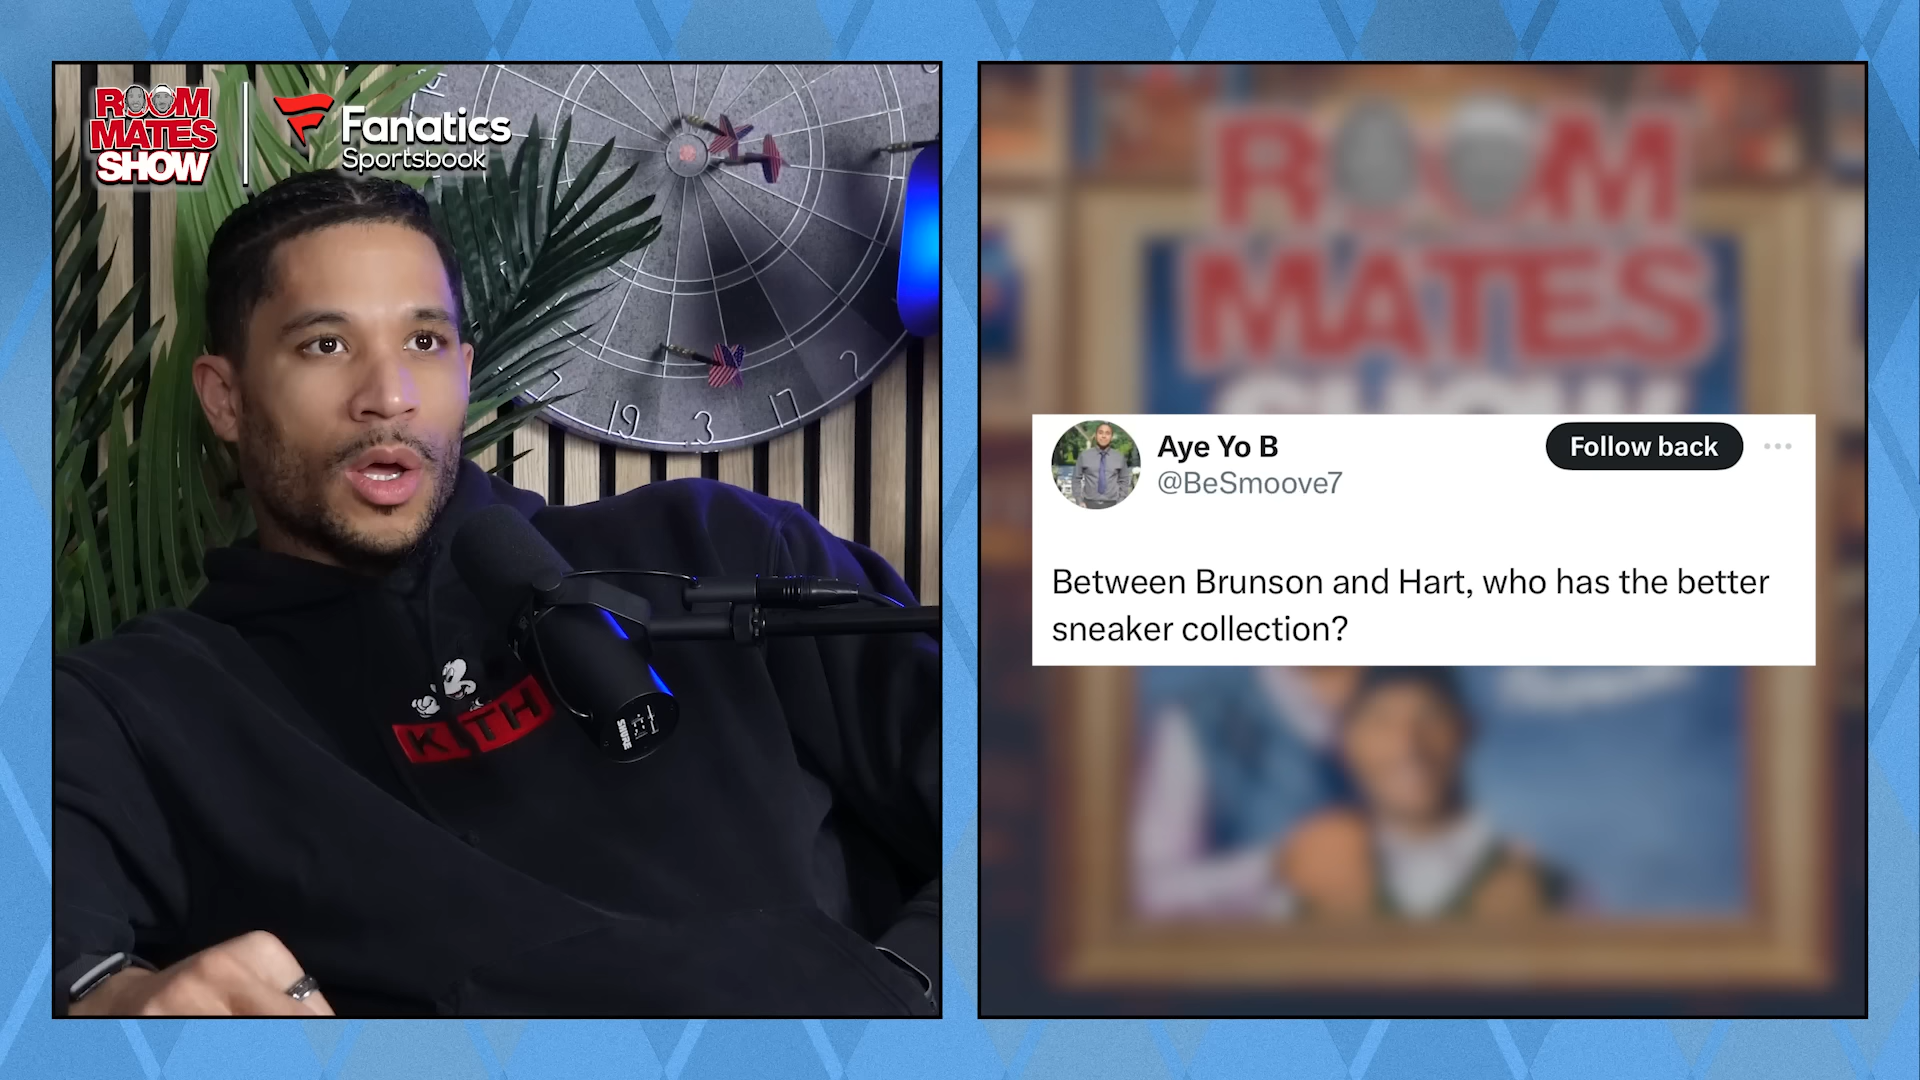 ROOM
MATES
SHOW
Fanatics
Sportsbook
19
3
17
2
KITH
SHURE
ROOM
MATES
SHOW
Aye Yo B
@BeSmoove7
Follow back
Between Brunson and Hart, who has the better
sneaker collection?